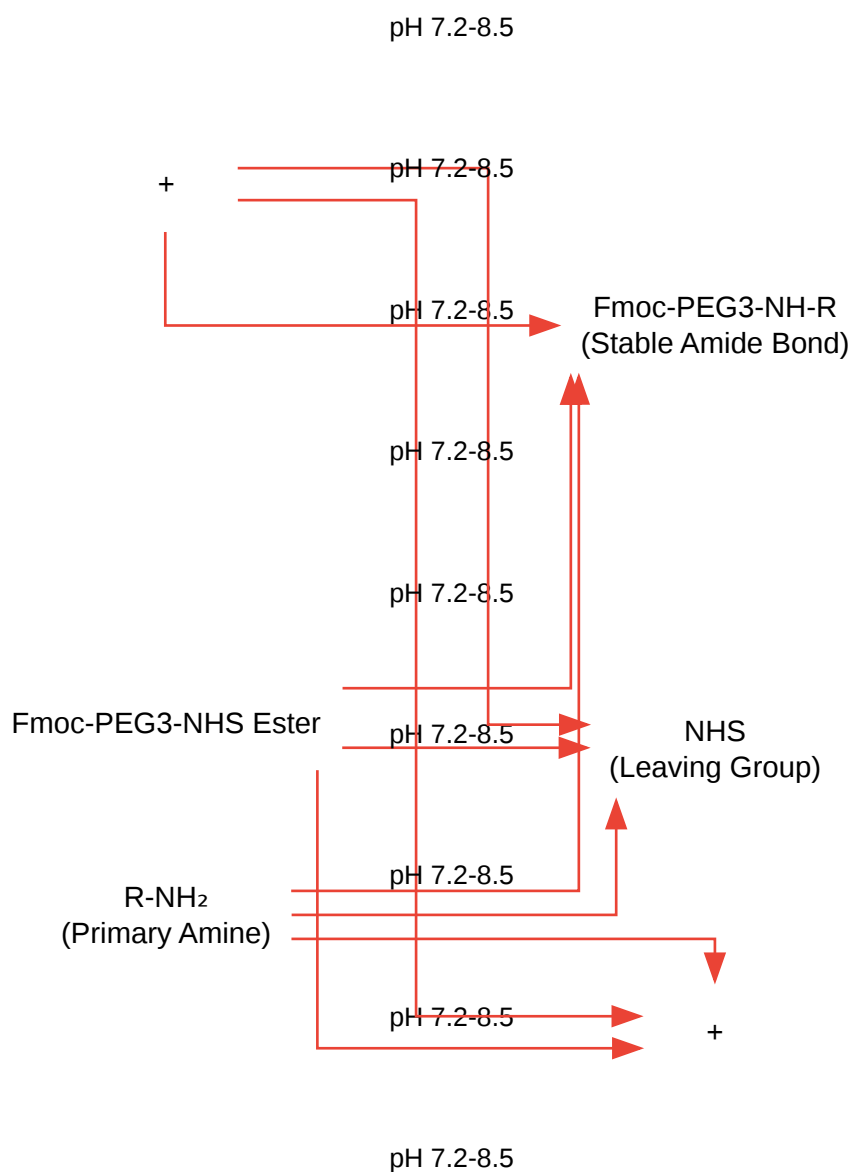 pH 7.2-8.5
pH 7.2-8.5
+
pH 7.2-8.5
Fmoc-PEG3-NH-R
(Stable Amide Bond)
pH 7.2-8.5
pH 7.2-8.5
Fmoc-PEG3-NHS Ester
pH 7.2-8.5
NHS
(Leaving Group)
pH 7.2-8.5
R-NH₂
(Primary Amine)
pH 7.2-8.5
+
pH 7.2-8.5